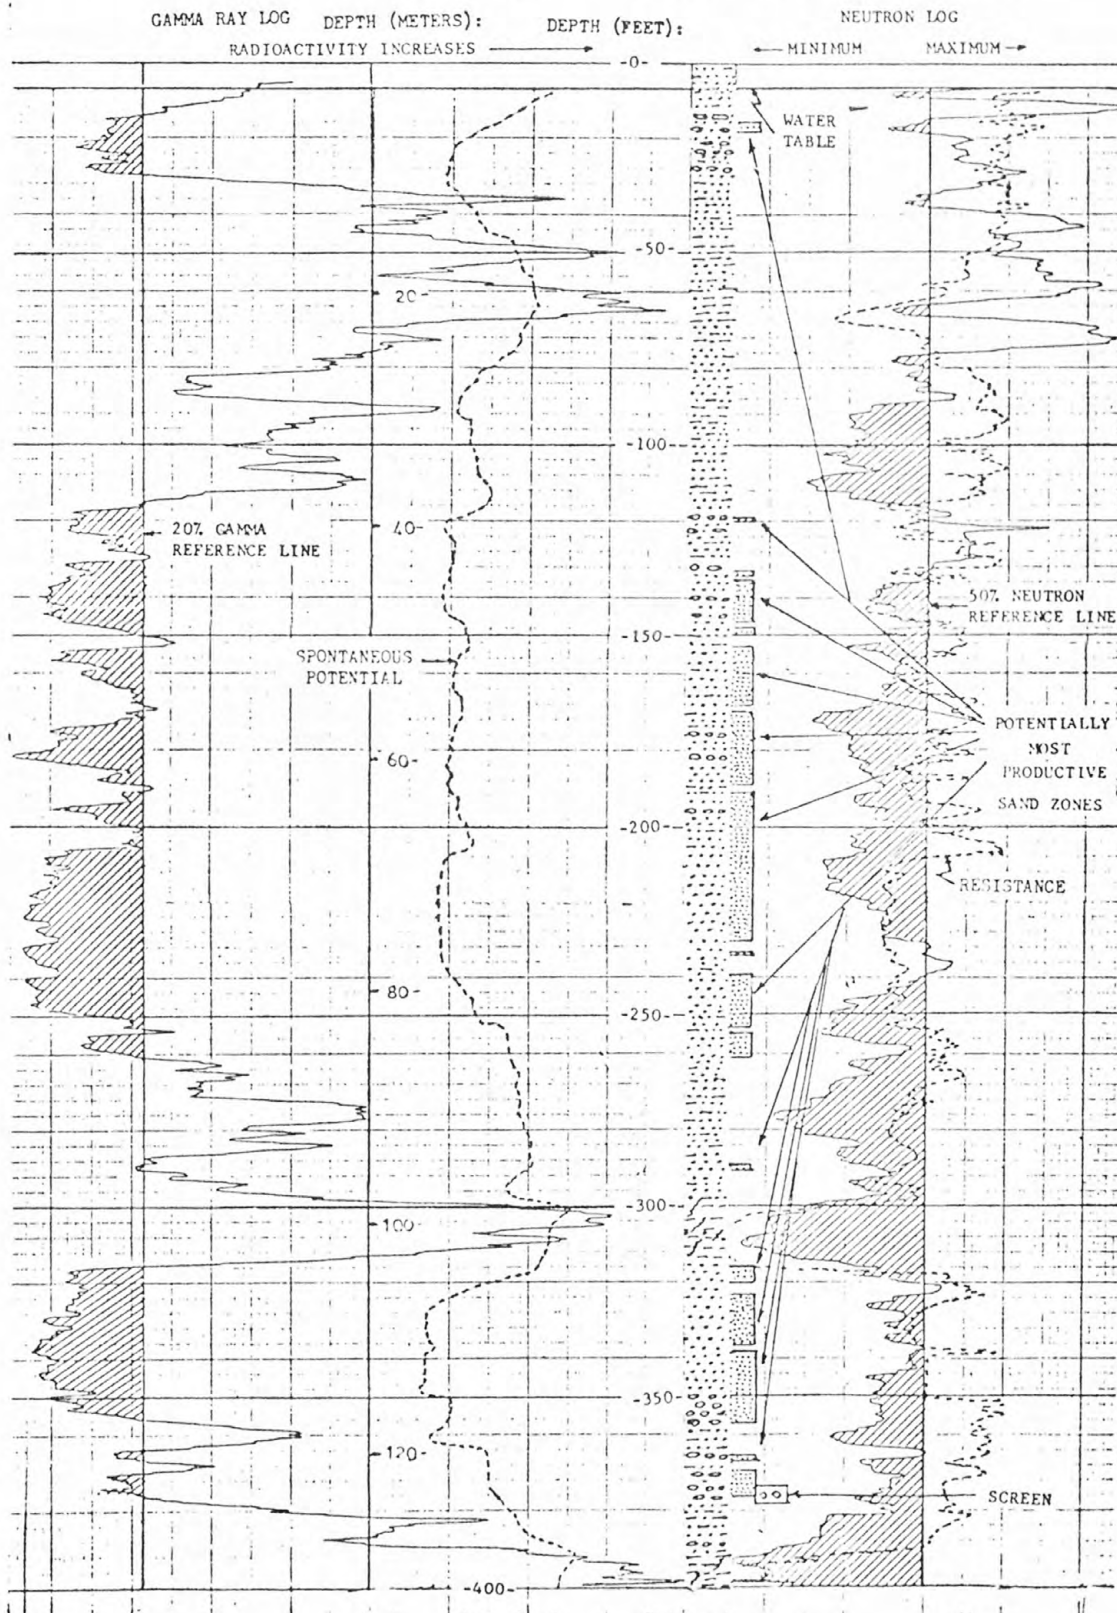 GAMMA RAY LOG DEPTH (METERS): DEPTH (FEET): NEUTRON LOG
RADIOACTIVITY INCREASES MINIMUM MAXIMUM
-0-
WATER
TABLE
-50-
20-
-100-
20% GAMMA
REFERENCE LINE
40-
50% NEUTRON
REFERENCE LINE
-150-
SPONTANEOUS
POTENTIAL
POTENTIALLY
MOST
PRODUCTIVE
SAND ZONES
60-
-200-
RESISTANCE
80-
-250-
-300-
100-
-350-
120-
SCREEN
-400-